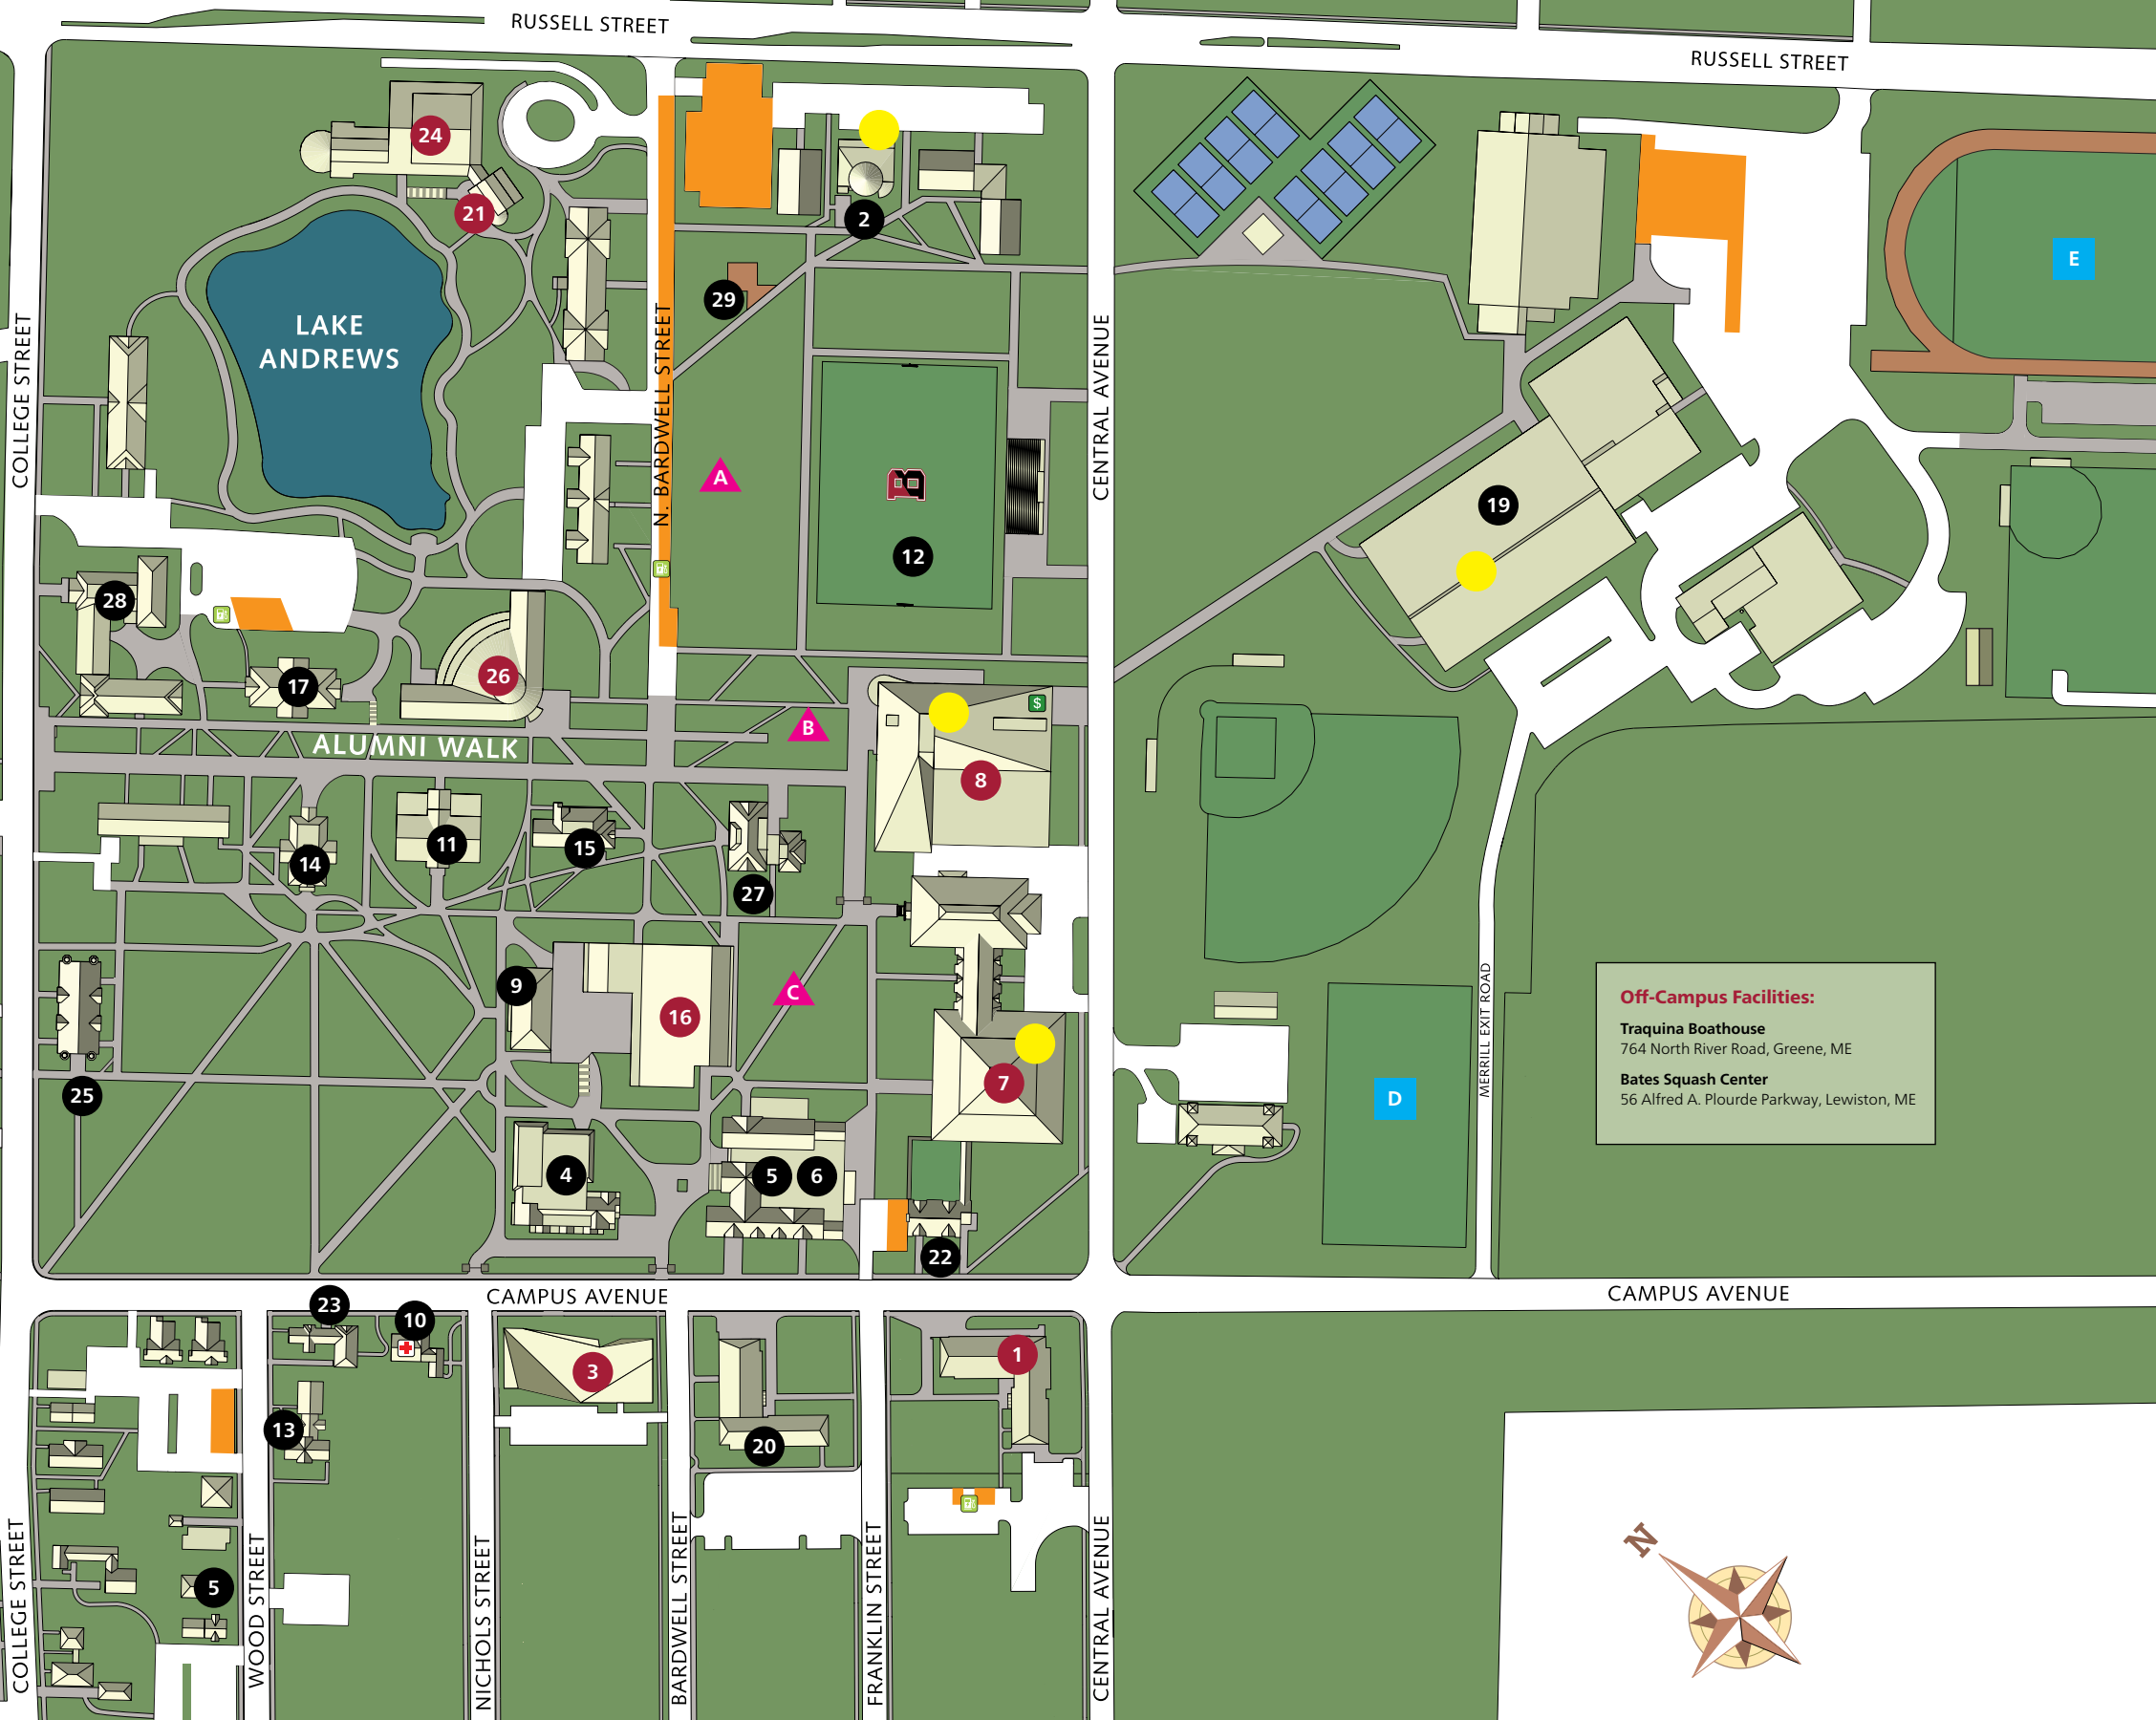 RUSSELL STREET
RUSSELL STREET
24
21
2
E
29
LAKE
ANDREWS
COLLEGE STREET
N. BARDWELL STREET
CENTRAL AVENUE
A
B
12
19
28
17
26
B
$
8
ALUMNI WALK
14
11
15
27
9
16
C
7
25
4
5
6
22
D
MERRILL EXIT ROAD
Off-Campus Facilities:
Traquina Boathouse
764 North River Road, Greene, ME
Bates Squash Center
56 Alfred A. Plourde Parkway, Lewiston, ME
CAMPUS AVENUE
CAMPUS AVENUE
23
10
3
1
13
20
5
COLLEGE STREET
WOOD STREET
NICHOLS STREET
BARDWELL STREET
FRANKLIN STREET
CENTRAL AVENUE
N